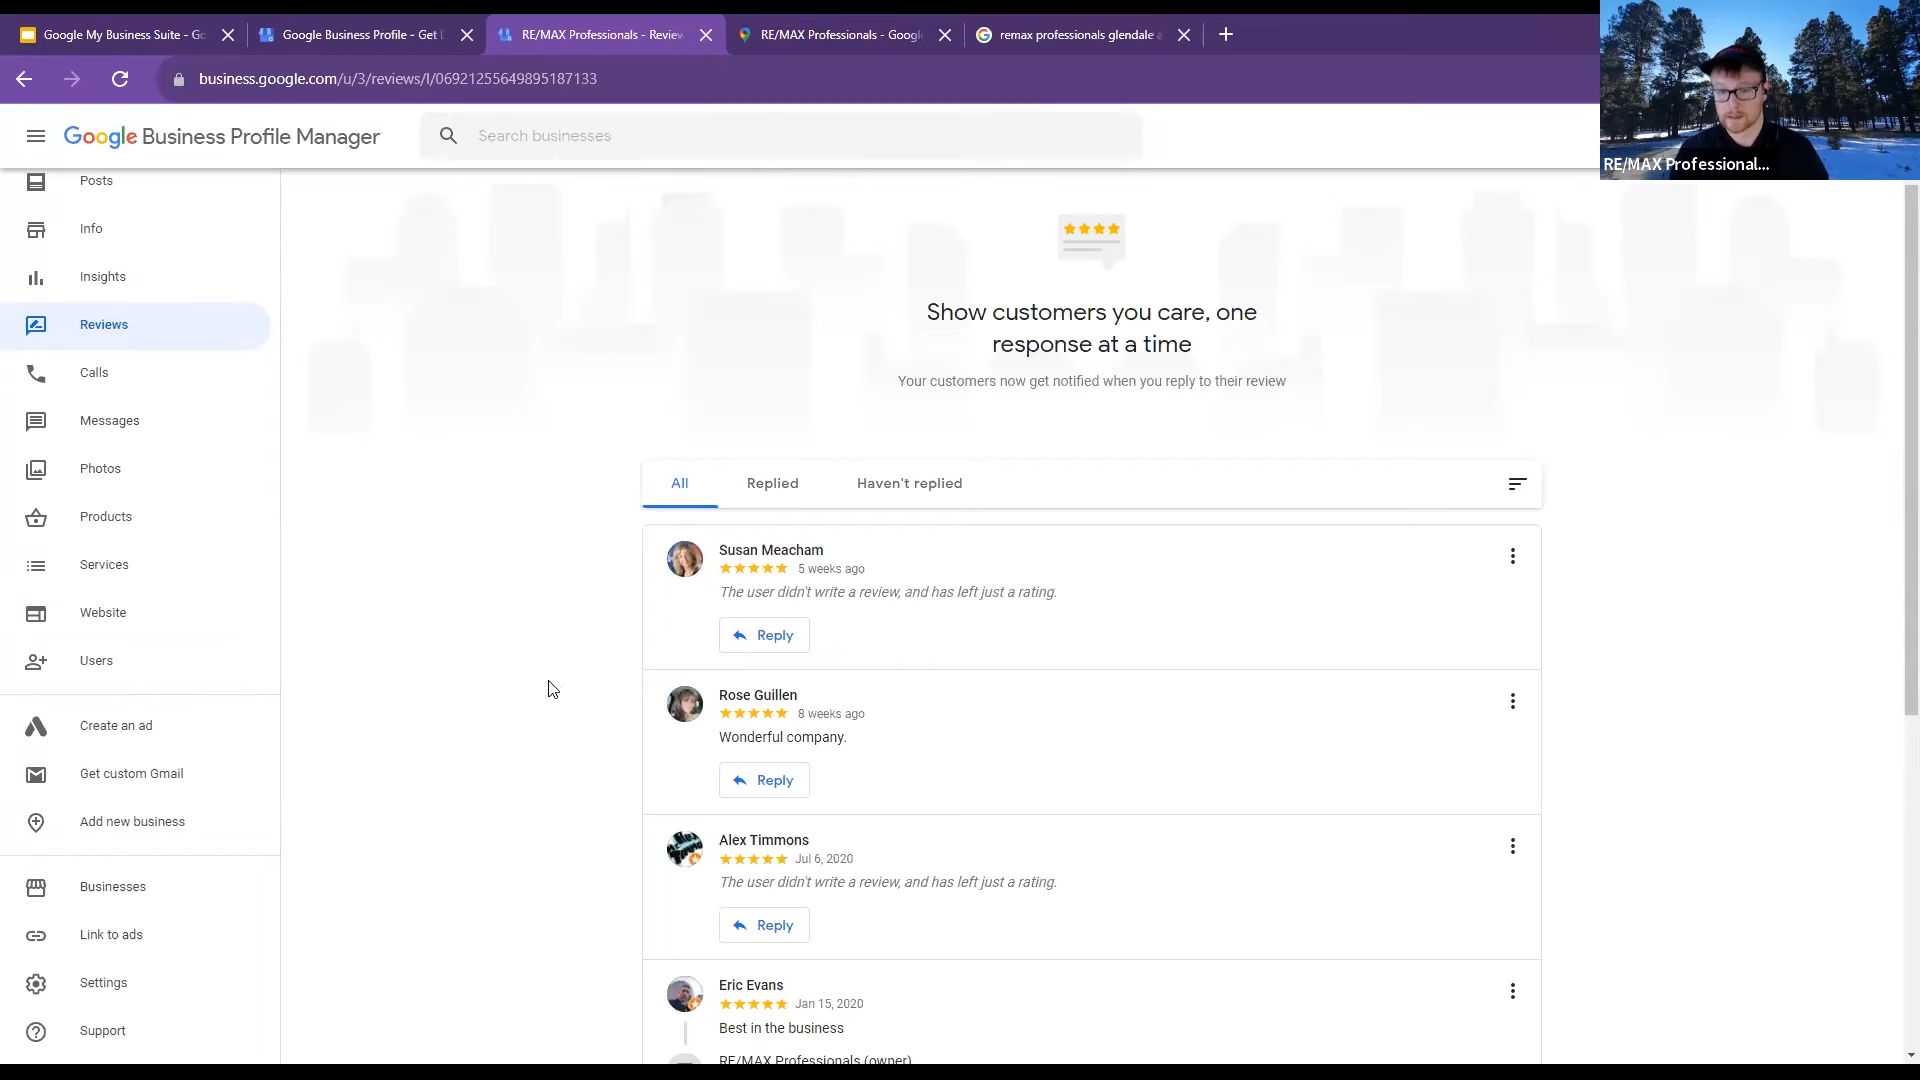 Google My Business Suite - Go
Google Business Profile - Get L
RE/MAX Professionals - Review
RE/MAX Professionals - Googl
remax professionals glendale a
business.google.com/u/3/reviews/l/06921255649895187133
RE/MAX Professional...
Google Business Profile Manager
Search businesses
Posts
Info
Insights
Reviews
Calls
Messages
Photos
Products
Services
Website
Users
Create an ad
Get custom Gmail
Add new business
Businesses
Link to ads
Settings
Support
Show customers you care, one
response at a time
Your customers now get notified when you reply to their review
All Replied Haven't replied
Susan Meacham
5 weeks ago
The user didn't write a review, and has left just a rating.
Reply
Rose Guillen
8 weeks ago
Wonderful company.
Reply
Alex Timmons
Jul 6, 2020
The user didn't write a review, and has left just a rating.
Reply
Eric Evans
Jan 15, 2020
Best in the business
RE/MAX Professionals (owner)